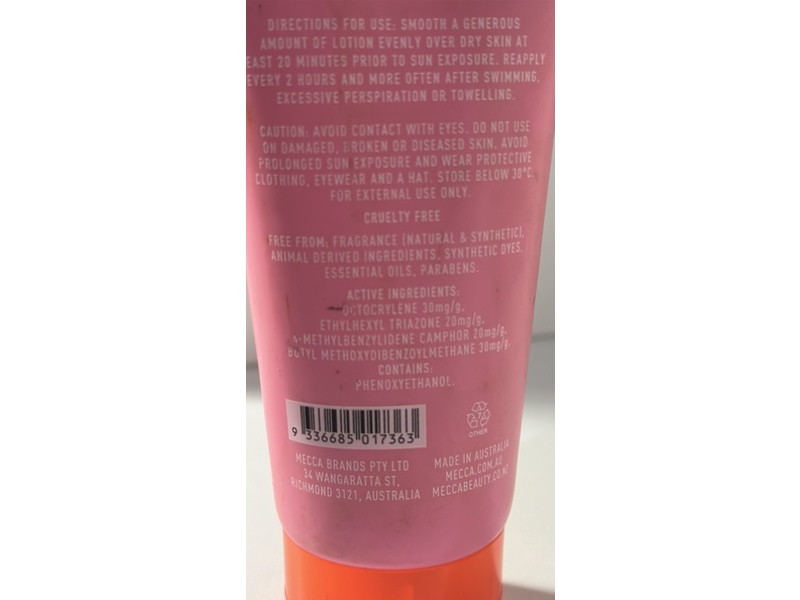 DIRECTIONS FOR USE: SMOOTH A GENEROUS
AMOUNT OF LOTION EVENLY OVER DRY SKIN AT
EAST 20 MINUTES PRIOR TO SUN EXPOSURE. REAPPLY
EVERY 2 HOURS AND MORE OFTEN AFTER SWIMMING,
EXCESSIVE PERSPIRATION OR TOWELLING.
CAUTION: AVOID CONTACT WITH EYES. DO NOT USE
ON DAMAGED, BROKEN OR DISEASED SKIN. AVOID
PROLONGED SUN EXPOSURE AND WEAR PROTECTIVE
CLOTHING, EYEWEAR AND A HAT. STORE BELOW 30°C.
FOR EXTERNAL USE ONLY.
CRUELTY FREE
FREE FROM: FRAGRANCE (NATURAL & SYNTHETIC),
ANIMAL DERIVED INGREDIENTS, SYNTHETIC DYES,
ESSENTIAL OILS, PARABENS.
ACTIVE INGREDIENTS:
OCTOCRYLENE 30mg/g,
ETHYLHEXYL TRIAZONE 20mg/g,
4-METHYLBENZYLIDENE CAMPHOR 20mg/g,
BUTYL METHOXYDIBENZOYLMETHANE 30mg/g.
CONTAINS:
PHENOXYETHANOL.
9 336685 017363
7
OTHER
MECCA BRANDS PTY LTD
34 WANGARATTA ST,
RICHMOND 3121, AUSTRALIA
MADE IN AUSTRALIA
MECCA.COM.AU
MECCABEAUTY.CO.NZ